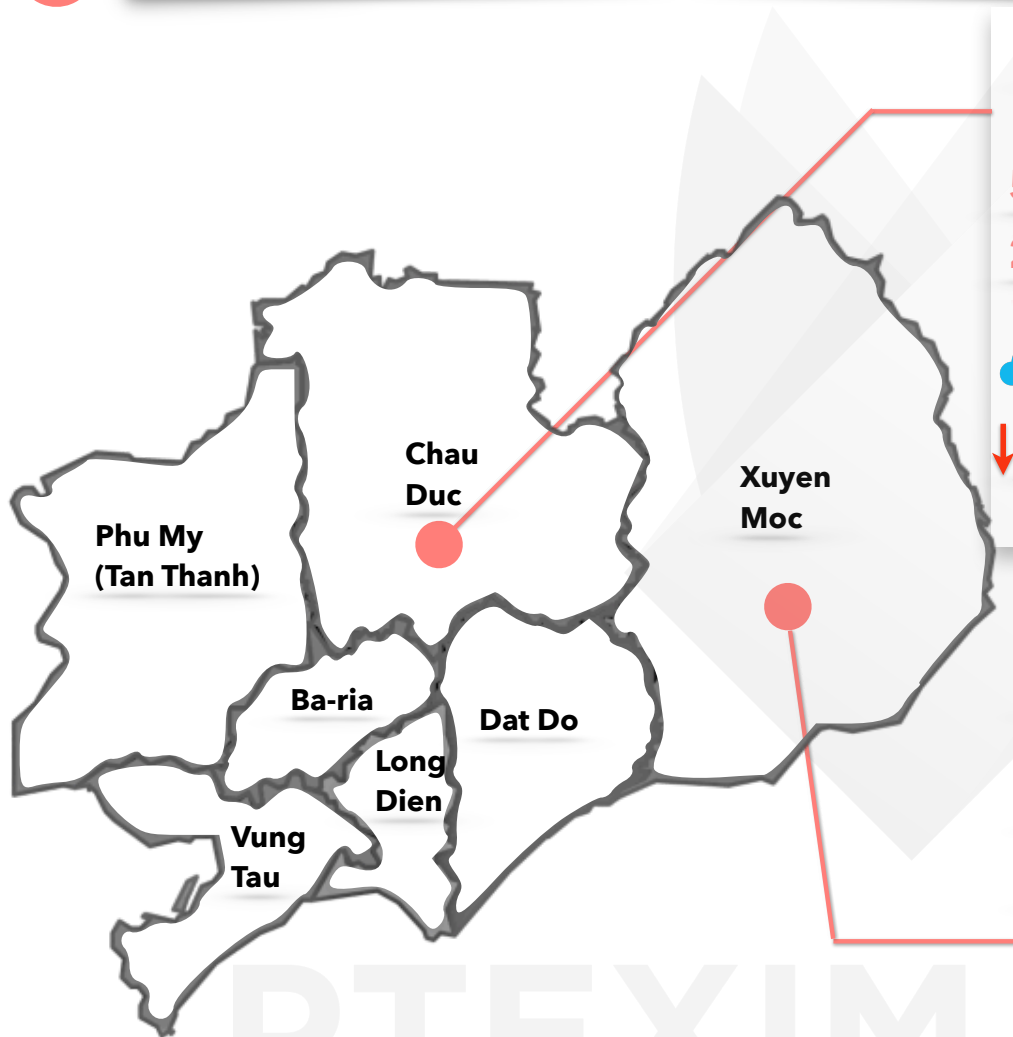 Chau
Duc
Xuyen
Moc
Phu My
(Tan Thanh)
Ba-ria
Dat Do
Long
Dien
Vung
Tau